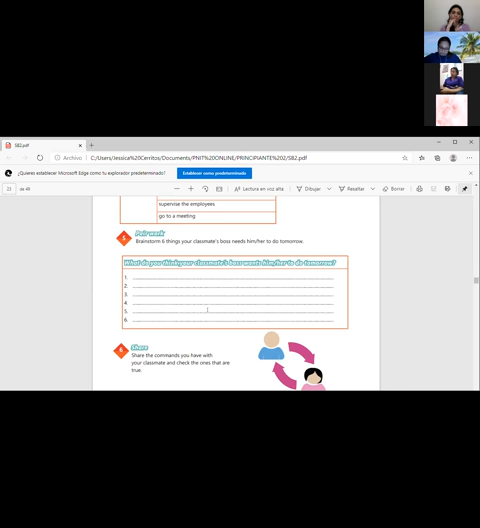 SB2.pdf
Archivo | C:/Users/Jessica%20Cerritos/Documents/PNIT%20ONLINE/PRINCIPIANTE%202/SB2.pdf
¿Quieres establecer Microsoft Edge como tu explorador predeterminado? Establecer como predeterminado
23 de 49 Lectura en voz alta Dibujar Resaltar Borrar
supervise the employees
go to a meeting
5 Pair work
Brainstorm 6 things your classmate's boss needs him/her to do tomorrow.
What do you think your classmate's boss wants him/her to do tomorrow?
1.
2.
3.
4.
5.
6.
6 Share
Share the commands you have with
your classmate and check the ones that are
true.